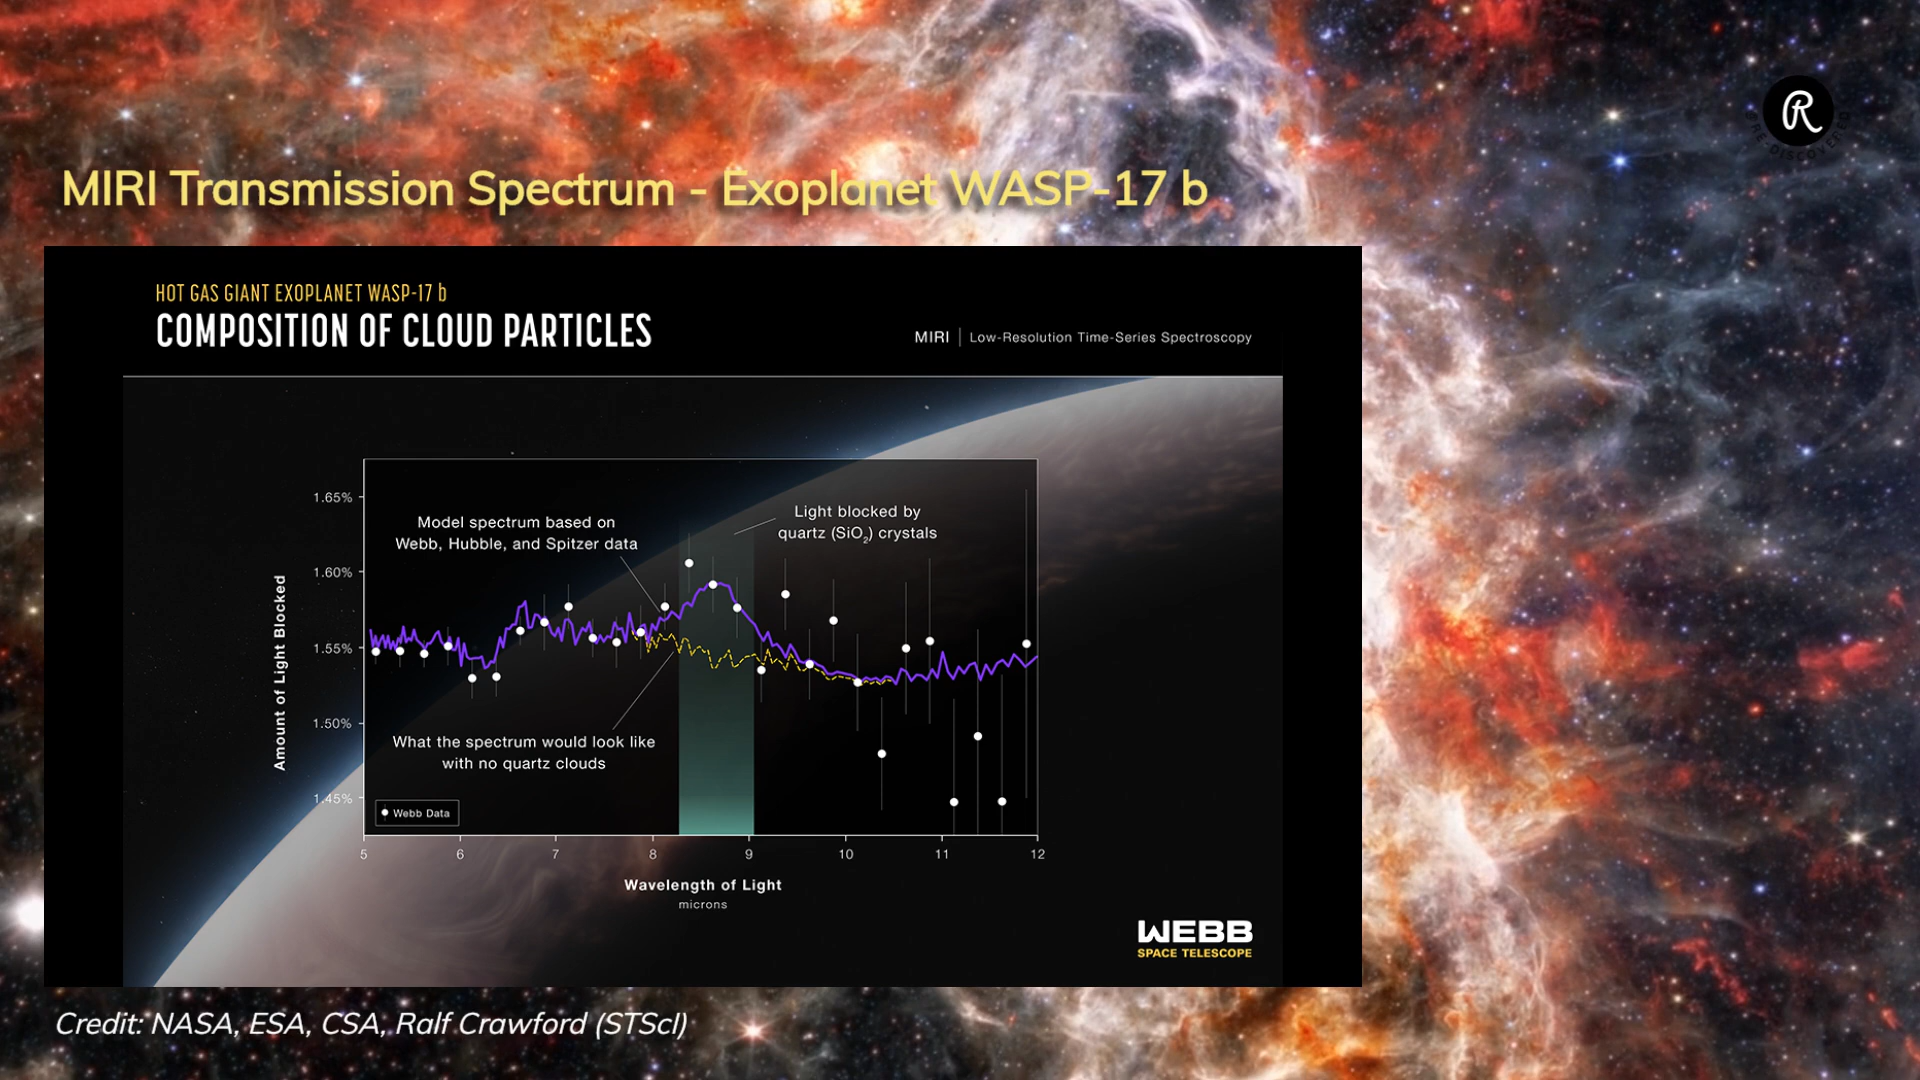 MIRI Transmission Spectrum - Exoplanet WASP-17 b
R
RE-DISCOVERED
HOT GAS GIANT EXOPLANET WASP-17 b
COMPOSITION OF CLOUD PARTICLES
MIRI | Low-Resolution Time-Series Spectroscopy
Model spectrum based on
Webb, Hubble, and Spitzer data
Light blocked by
quartz (SiO₂) crystals
Amount of Light Blocked
1.65%
1.60%
1.55%
1.50%
1.45%
What the spectrum would look like
with no quartz clouds
Webb Data
5 6 7 8 9 10 11 12
Wavelength of Light
microns
WEBB
SPACE TELESCOPE
Credit: NASA, ESA, CSA, Ralf Crawford (STScI)